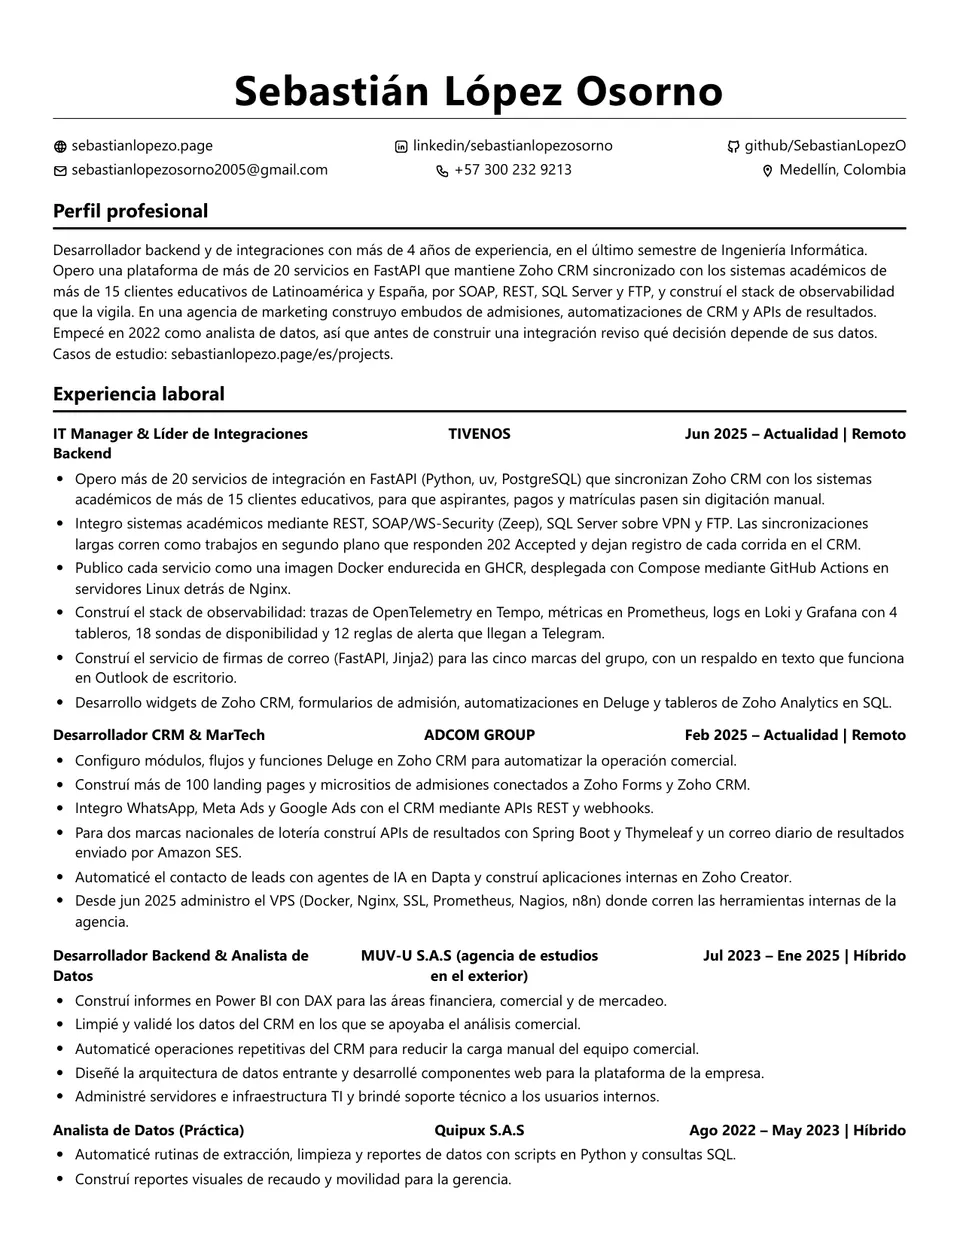 Sebastián López Osorno
sebastianlopezo.page linkedin/sebastianlopezosorno github/SebastianLopezO
sebastianlopezosorno2005@gmail.com +57 300 232 9213 Medellín, Colombia
Perfil profesional
Desarrollador backend y de integraciones con más de 4 años de experiencia, en el último semestre de Ingeniería Informática.
Opero una plataforma de más de 20 servicios en FastAPI que mantiene Zoho CRM sincronizado con los sistemas académicos de
más de 15 clientes educativos de Latinoamérica y España, por SOAP, REST, SQL Server y FTP, y construí el stack de observabilidad
que la vigila. En una agencia de marketing construyo embudos de admisiones, automatizaciones de CRM y APIs de resultados.
Empecé en 2022 como analista de datos, así que antes de construir una integración reviso qué decisión depende de sus datos.
Casos de estudio: sebastianlopezo.page/es/projects.
Experiencia laboral
IT Manager & Líder de Integraciones TIVENOS Jun 2025 – Actualidad | Remoto
Backend
• Opero más de 20 servicios de integración en FastAPI (Python, uv, PostgreSQL) que sincronizan Zoho CRM con los sistemas
académicos de más de 15 clientes educativos, para que aspirantes, pagos y matrículas pasen sin digitación manual.
• Integro sistemas académicos mediante REST, SOAP/WS-Security (Zeep), SQL Server sobre VPN y FTP. Las sincronizaciones
largas corren como trabajos en segundo plano que responden 202 Accepted y dejan registro de cada corrida en el CRM.
• Publico cada servicio como una imagen Docker endurecida en GHCR, desplegada con Compose mediante GitHub Actions en
servidores Linux detrás de Nginx.
• Construí el stack de observabilidad: trazas de OpenTelemetry en Tempo, métricas en Prometheus, logs en Loki y Grafana con 4
tableros, 18 sondas de disponibilidad y 12 reglas de alerta que llegan a Telegram.
• Construí el servicio de firmas de correo (FastAPI, Jinja2) para las cinco marcas del grupo, con un respaldo en texto que funciona
en Outlook de escritorio.
• Desarrollo widgets de Zoho CRM, formularios de admisión, automatizaciones en Deluge y tableros de Zoho Analytics en SQL.
Desarrollador CRM & MarTech ADCOM GROUP Feb 2025 – Actualidad | Remoto
• Configuro módulos, flujos y funciones Deluge en Zoho CRM para automatizar la operación comercial.
• Construí más de 100 landing pages y micrositios de admisiones conectados a Zoho Forms y Zoho CRM.
• Integro WhatsApp, Meta Ads y Google Ads con el CRM mediante APIs REST y webhooks.
• Para dos marcas nacionales de lotería construí APIs de resultados con Spring Boot y Thymeleaf y un correo diario de resultados
enviado por Amazon SES.
• Automaticé el contacto de leads con agentes de IA en Dapta y construí aplicaciones internas en Zoho Creator.
• Desde jun 2025 administro el VPS (Docker, Nginx, SSL, Prometheus, Nagios, n8n) donde corren las herramientas internas de la
agencia.
Desarrollador Backend & Analista de MUV-U S.A.S (agencia de estudios Jul 2023 – Ene 2025 | Híbrido
Datos en el exterior)
• Construí informes en Power BI con DAX para las áreas financiera, comercial y de mercadeo.
• Limpié y validé los datos del CRM en los que se apoyaba el análisis comercial.
• Automaticé operaciones repetitivas del CRM para reducir la carga manual del equipo comercial.
• Diseñé la arquitectura de datos entrante y desarrollé componentes web para la plataforma de la empresa.
• Administré servidores e infraestructura TI y brindé soporte técnico a los usuarios internos.
Analista de Datos (Práctica) Quipux S.A.S Ago 2022 – May 2023 | Híbrido
• Automaticé rutinas de extracción, limpieza y reportes de datos con scripts en Python y consultas SQL.
• Construí reportes visuales de recaudo y movilidad para la gerencia.